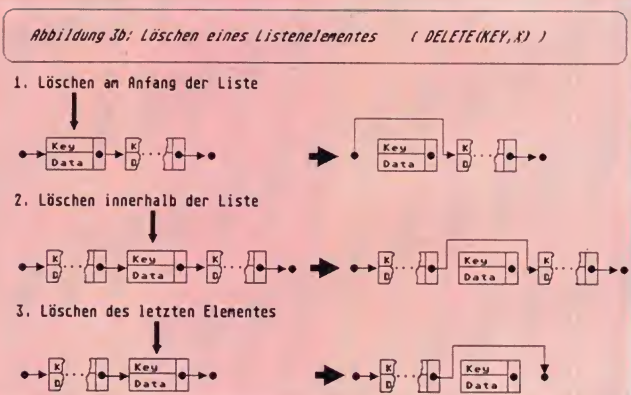 Abbildung 3b: Löschen eines Listenelementes ( DELETE(KEY,X) )
1. Löschen am Anfang der Liste
Key K Key K
Data D Data D
2. Löschen innerhalb der Liste
K Key K K Key K
D Data D D Data D
3. Löschen des letzten Elementes
K Key K Key
D Data D Data